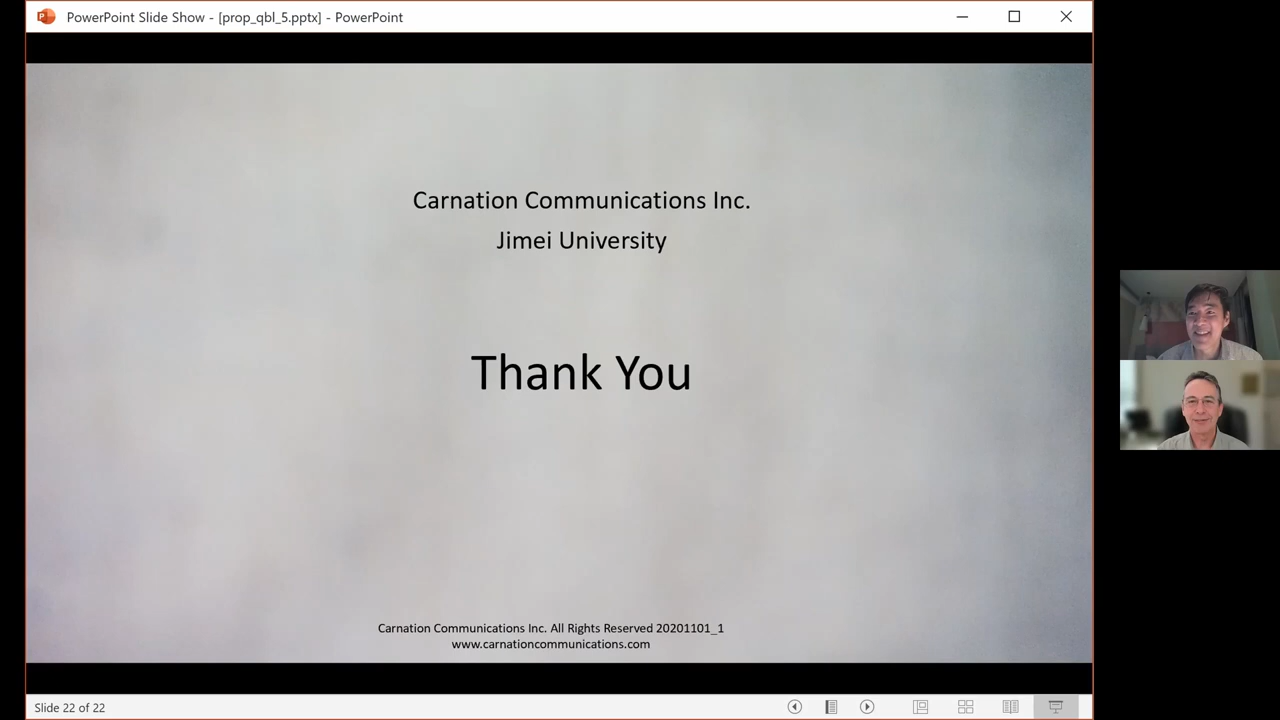 PowerPoint Slide Show - [prop_qbl_5.pptx] - PowerPoint
Carnation Communications Inc.
Jimei University
Thank You
Carnation Communications Inc. All Rights Reserved 20201101_1
www.carnationcommunications.com
Slide 22 of 22